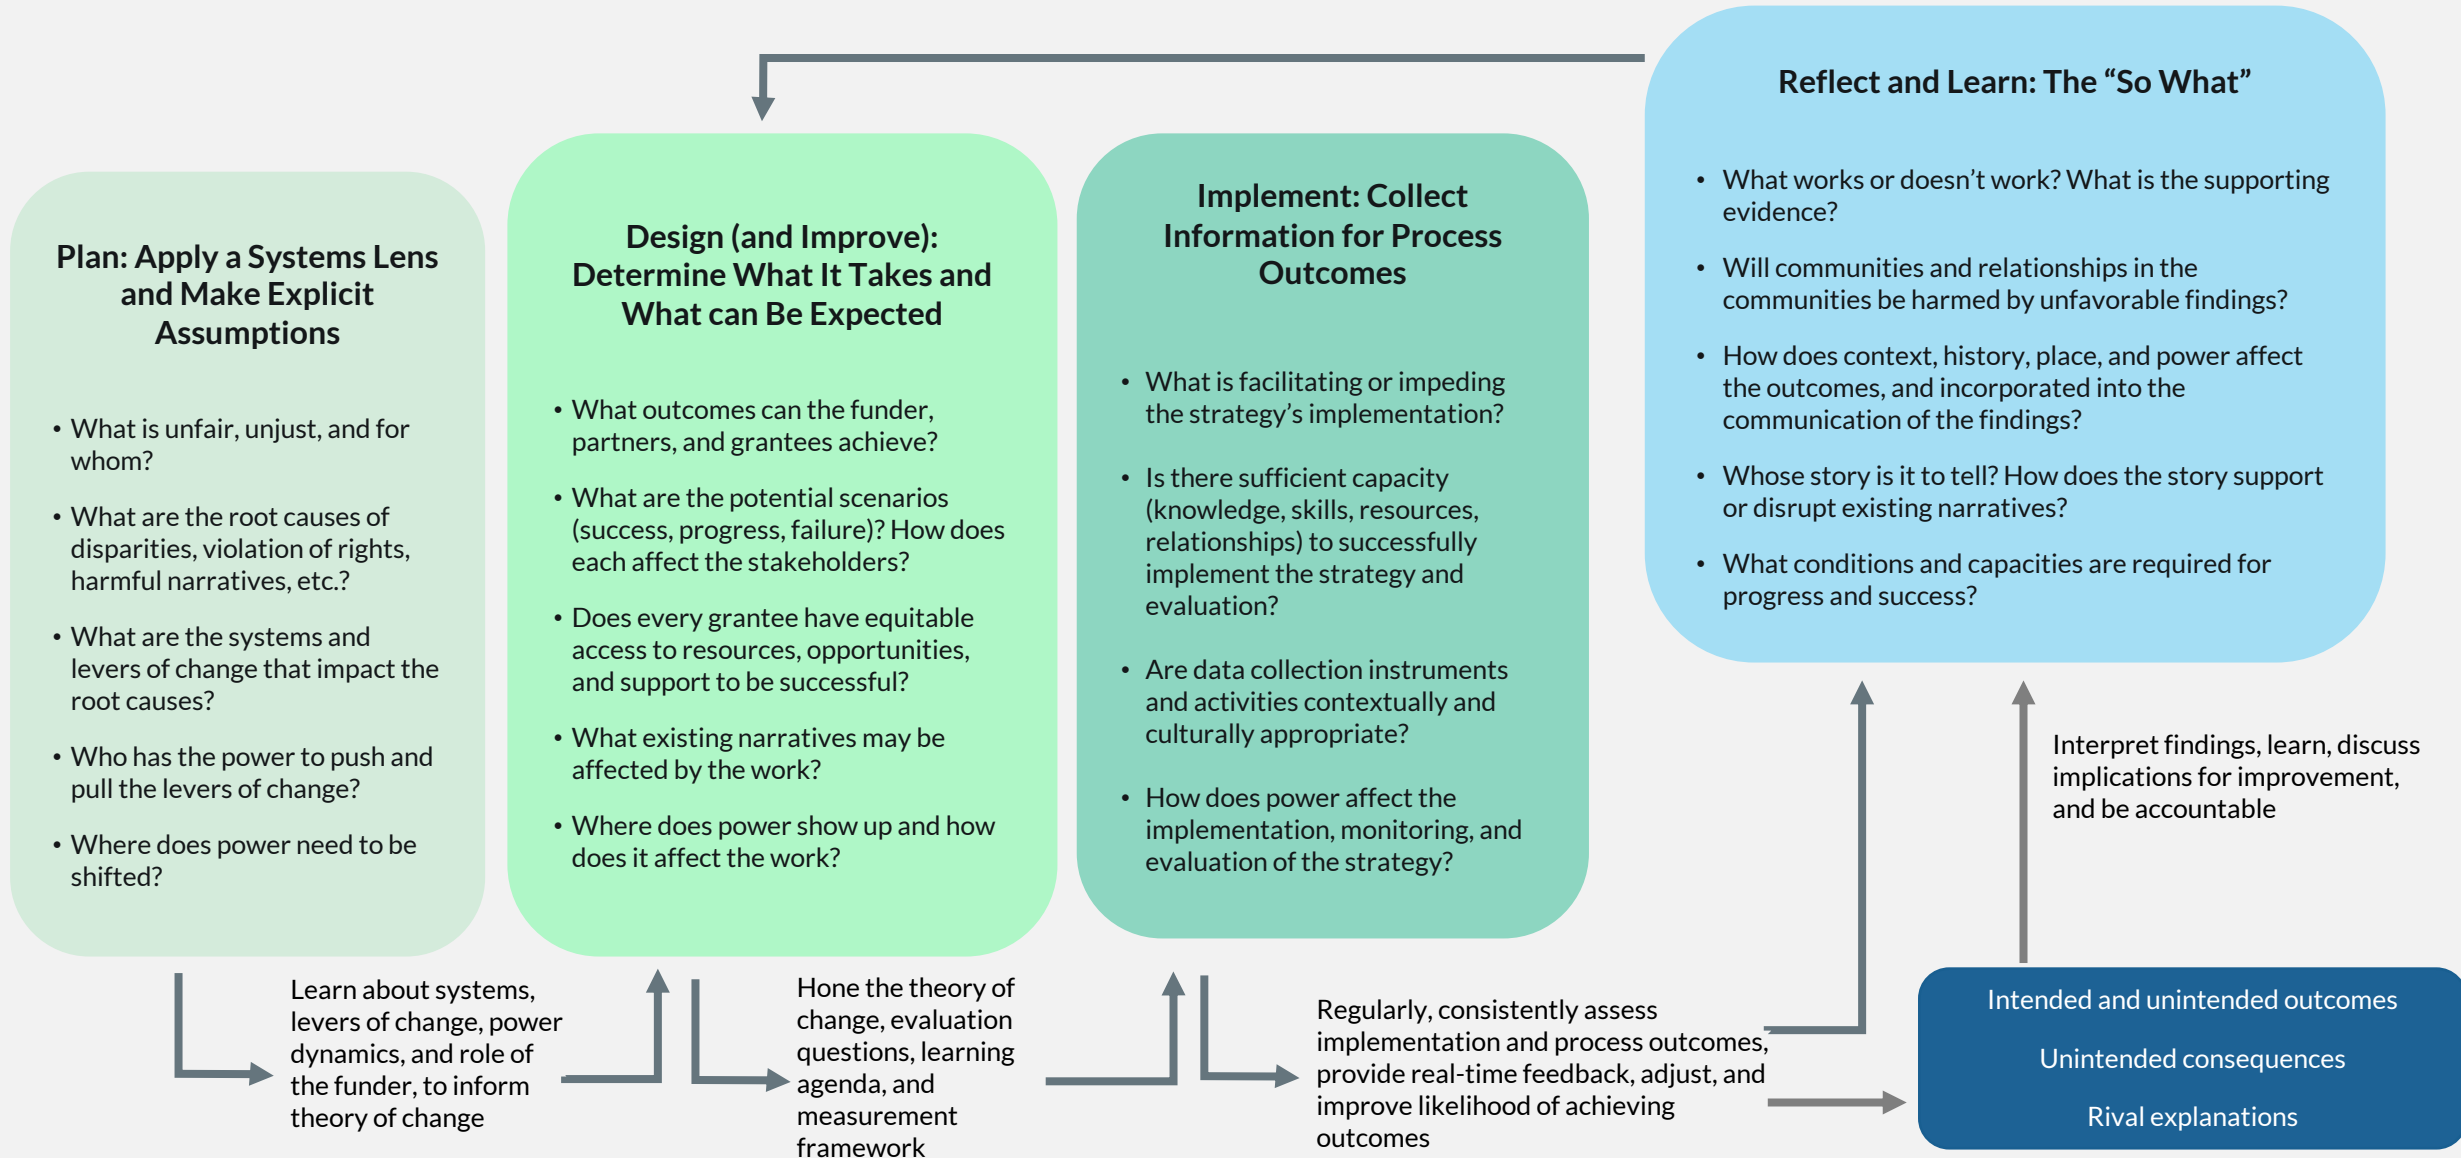 Plan: Apply a Systems Lens
and Make Explicit
Assumptions
• What is unfair, unjust, and for
whom?
• What are the root causes of
disparities, violation of rights,
harmful narratives, etc.?
• What are the systems and
levers of change that impact the
root causes?
• Who has the power to push and
pull the levers of change?
• Where does power need to be
shifted?
Learn about systems,
levers of change, power
dynamics, and role of
the funder, to inform
theory of change
Design (and Improve):
Determine What It Takes and
What can Be Expected
• What outcomes can the funder,
partners, and grantees achieve?
• What are the potential scenarios
(success, progress, failure)? How does
each affect the stakeholders?
• Does every grantee have equitable
access to resources, opportunities,
and support to be successful?
• What existing narratives may be
affected by the work?
• Where does power show up and how
does it affect the work?
Hone the theory of
change, evaluation
questions, learning
agenda, and
measurement
framework
Implement: Collect
Information for Process
Outcomes
• What is facilitating or impeding
the strategy’s implementation?
• Is there sufficient capacity
(knowledge, skills, resources,
relationships) to successfully
implement the strategy and
evaluation?
• Are data collection instruments
and activities contextually and
culturally appropriate?
• How does power affect the
implementation, monitoring, and
evaluation of the strategy?
Regularly, consistently assess
implementation and process outcomes,
provide real-time feedback, adjust, and
improve likelihood of achieving
outcomes
Reflect and Learn: The “So What”
• What works or doesn’t work? What is the supporting
evidence?
• Will communities and relationships in the
communities be harmed by unfavorable findings?
• How does context, history, place, and power affect
the outcomes, and incorporated into the
communication of the findings?
• Whose story is it to tell? How does the story support
or disrupt existing narratives?
• What conditions and capacities are required for
progress and success?
Interpret findings, learn, discuss
implications for improvement,
and be accountable
Intended and unintended outcomes
Unintended consequences
Rival explanations